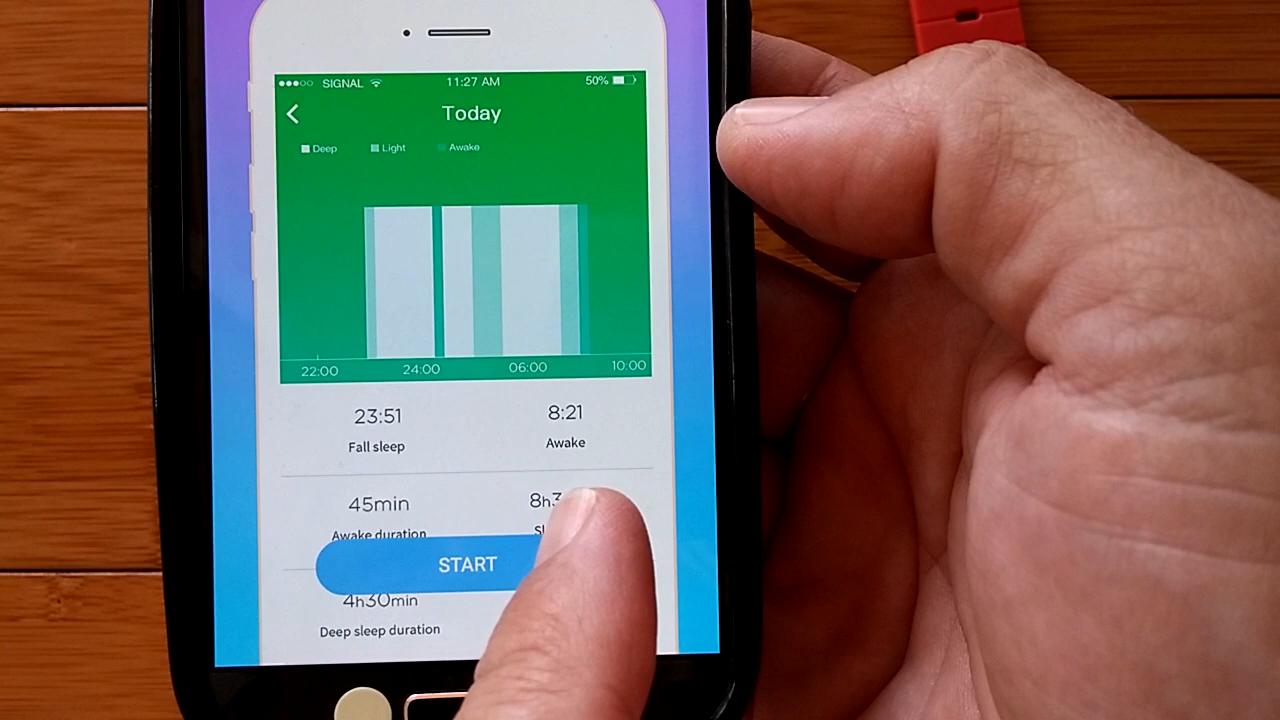 SIGNAL 11:27 AM 50%
Today
Deep Light Awake
22:00 24:00 06:00 10:00
23:51 8:21
Fall sleep Awake
45min
Awake duration
START
4h30min
Deep sleep duration